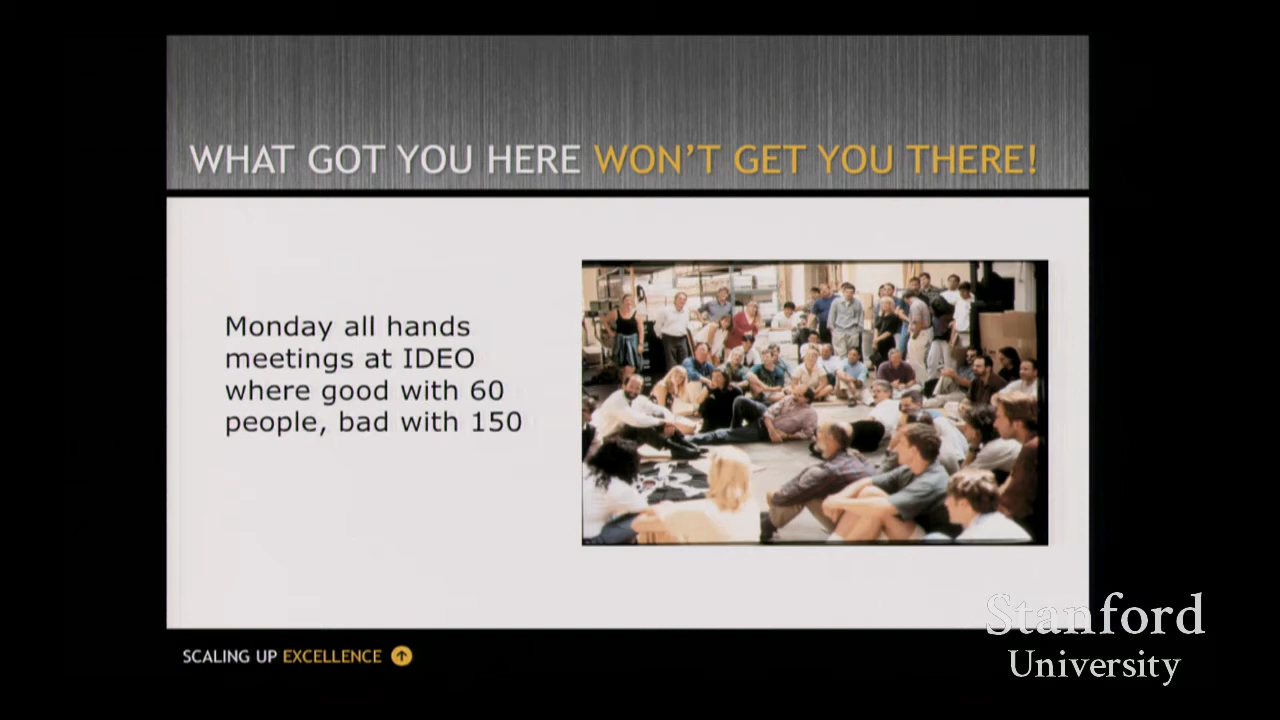 WHAT GOT YOU HERE WON'T GET YOU THERE!
Monday all hands
meetings at IDEO
where good with 60
people, bad with 150
SCALING UP EXCELLENCE
Stanford
University